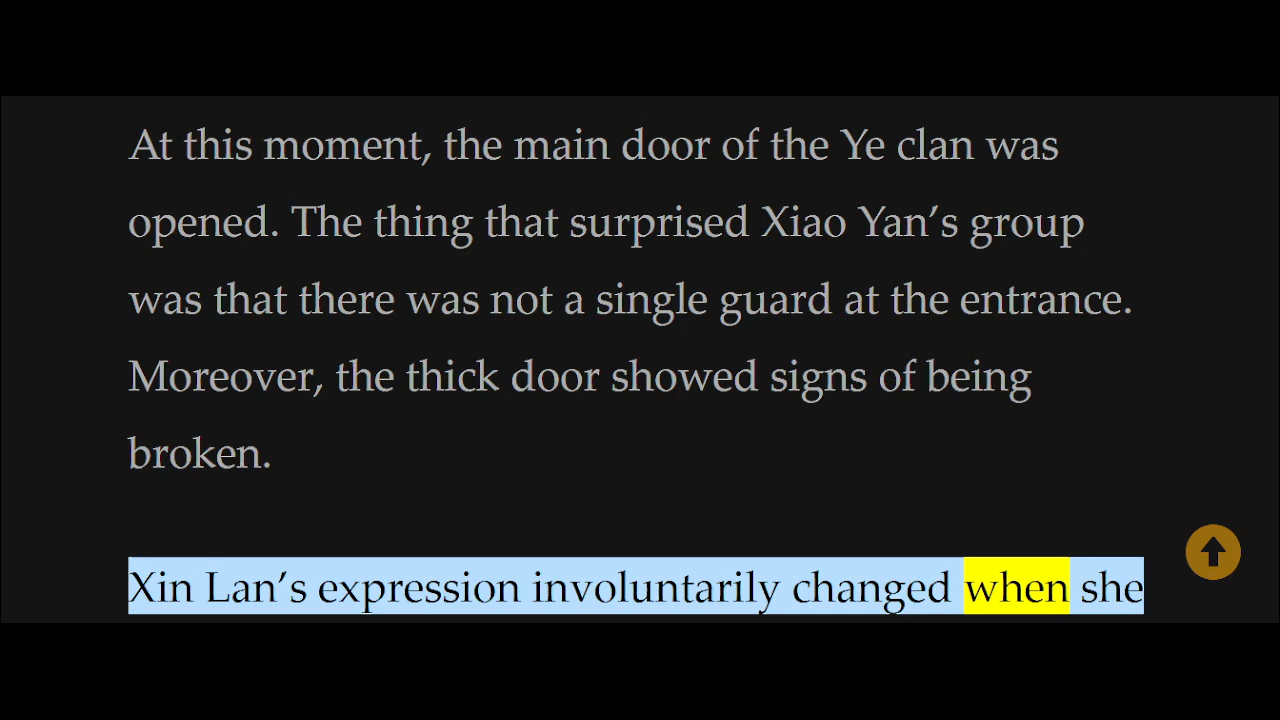 At this moment, the main door of the Ye clan was
opened. The thing that surprised Xiao Yan’s group
was that there was not a single guard at the entrance.
Moreover, the thick door showed signs of being
broken.
Xin Lan’s expression involuntarily changed when she